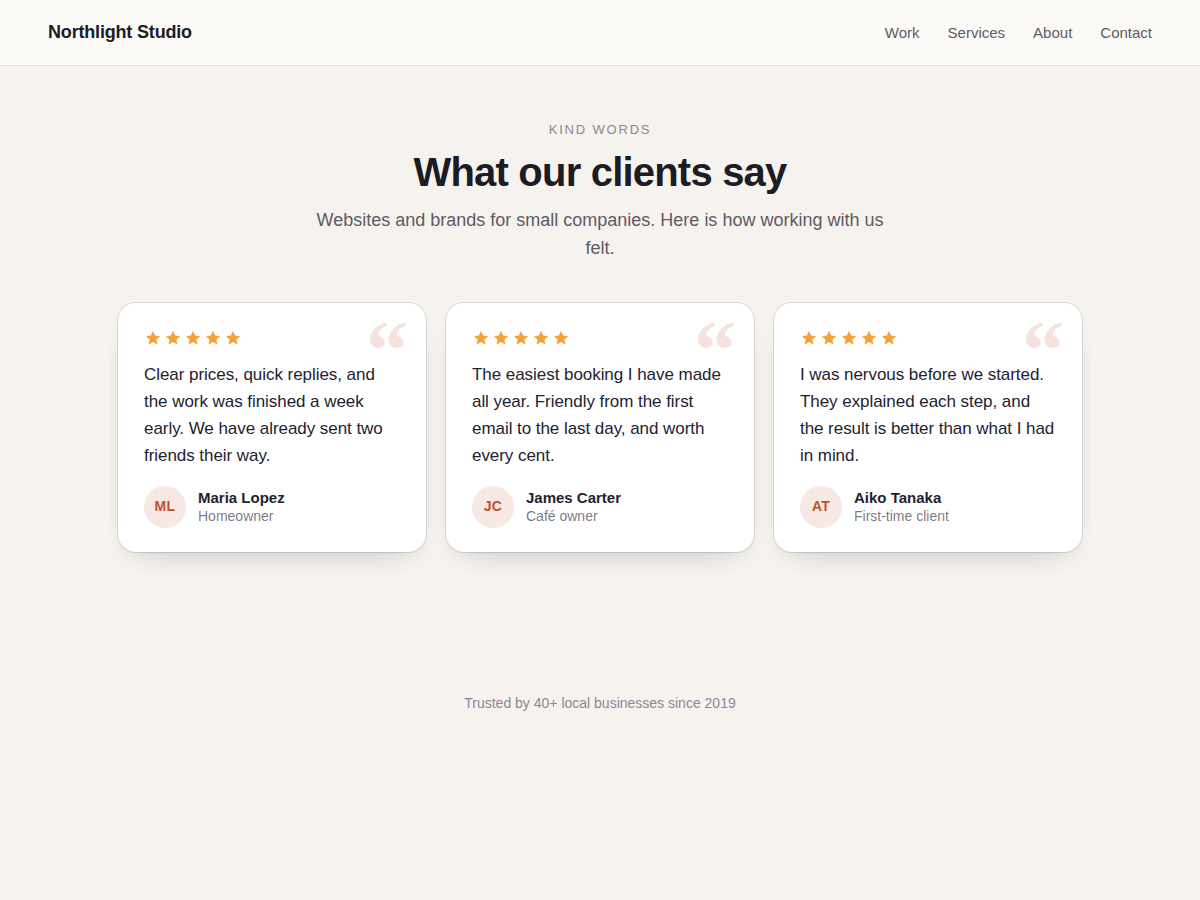 Northlight Studio
Work Services About Contact
KIND WORDS
What our clients say
Websites and brands for small companies. Here is how working with us
felt.
“
Clear prices, quick replies, and
the work was finished a week
early. We have already sent two
friends their way.
ML
Maria Lopez
Homeowner
“
The easiest booking I have made
all year. Friendly from the first
email to the last day, and worth
every cent.
JC
James Carter
Café owner
“
I was nervous before we started.
They explained each step, and
the result is better than what I had
in mind.
AT
Aiko Tanaka
First-time client
Trusted by 40+ local businesses since 2019